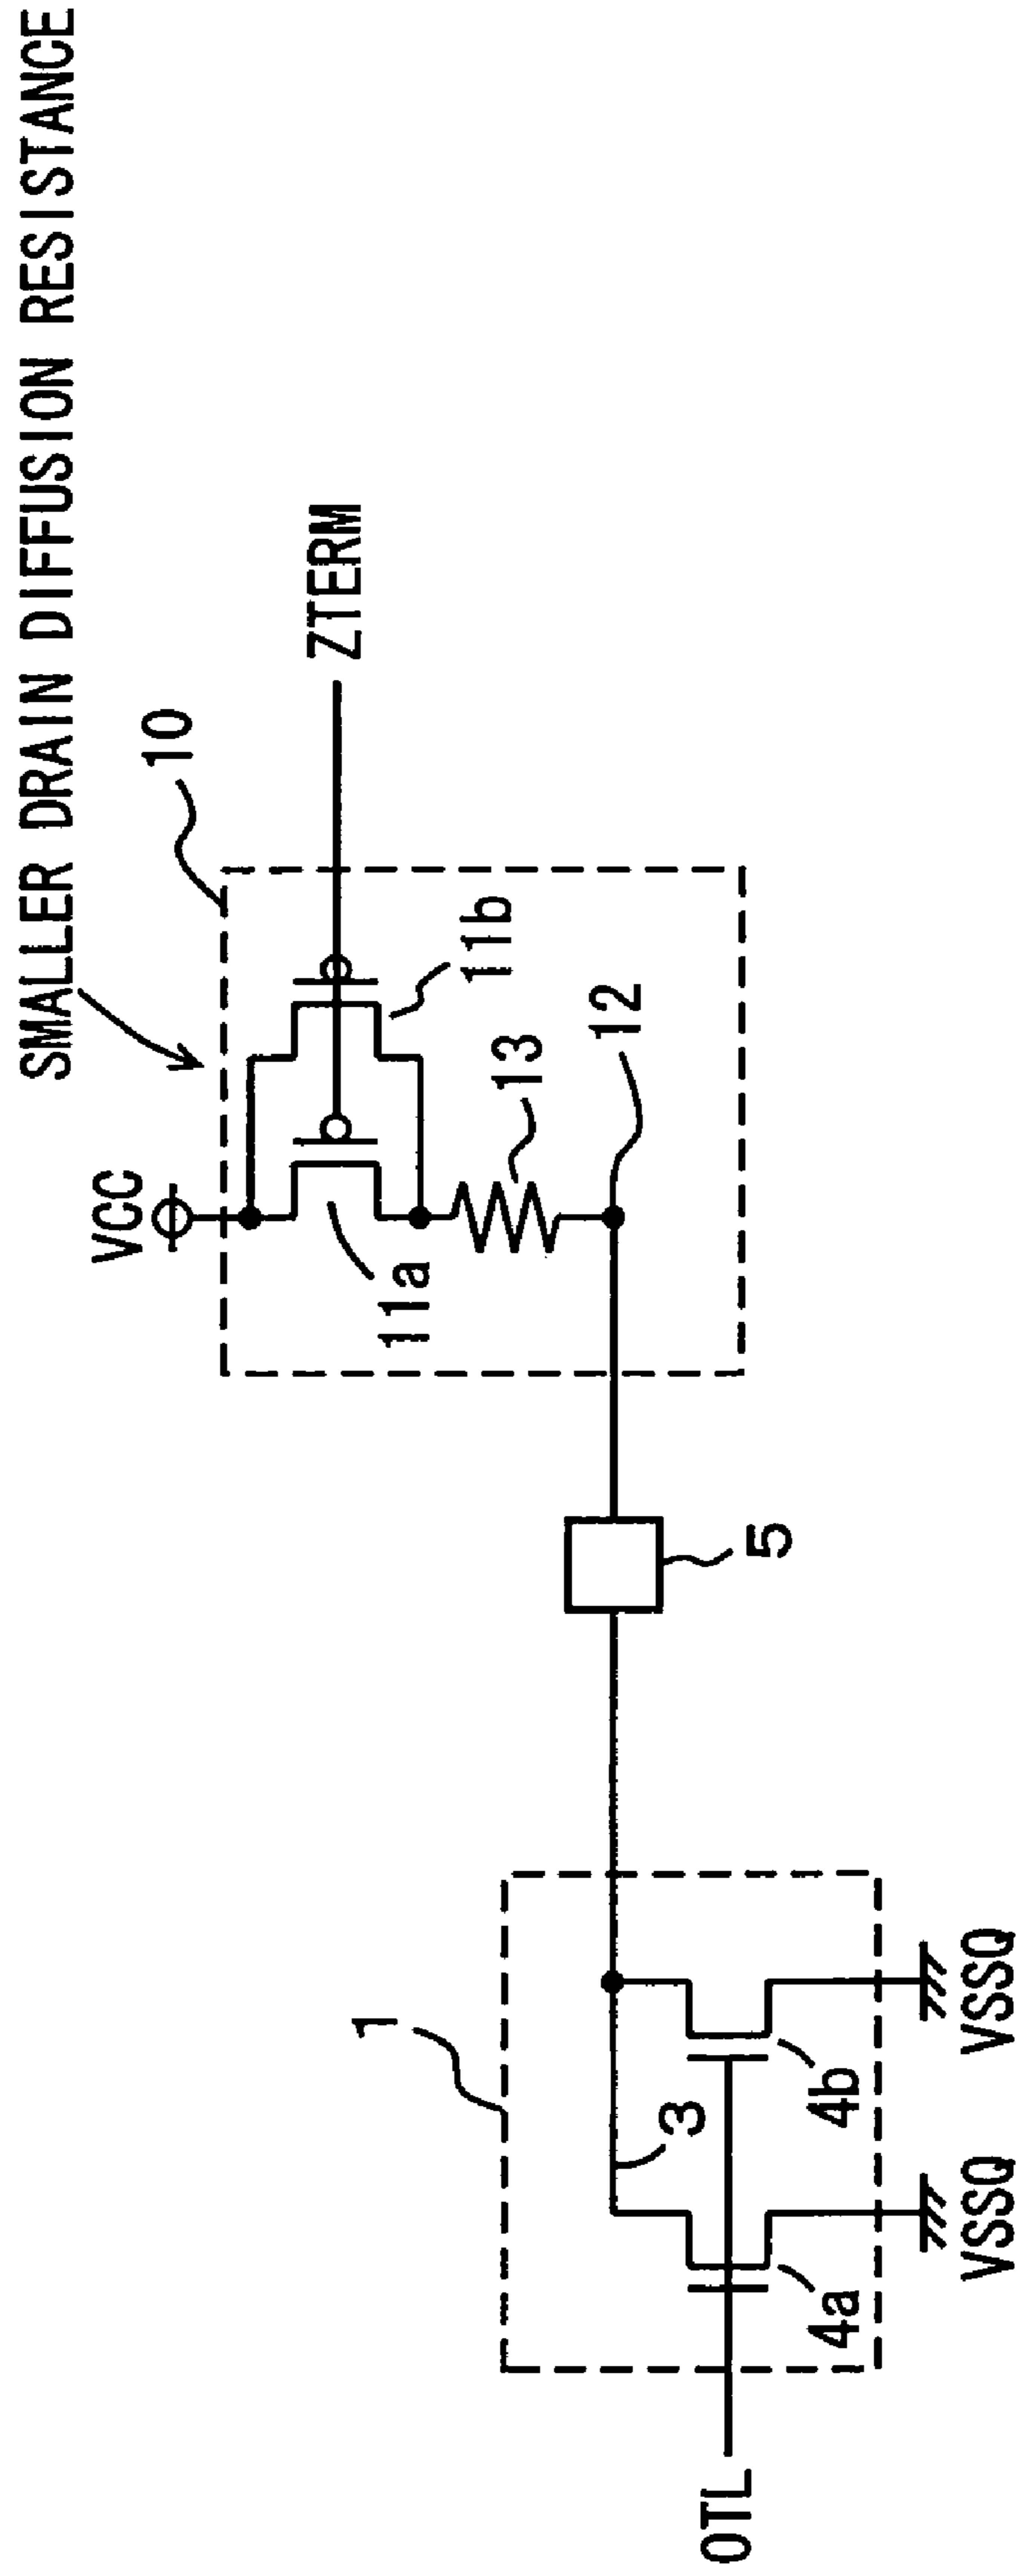 SMALLER DRAIN DIFFUSION RESISTANCE
10
VCC
ZTERM
11a
11b
13
12
5
1
3
4a
4b
OTL
VSSQ
VSSQ